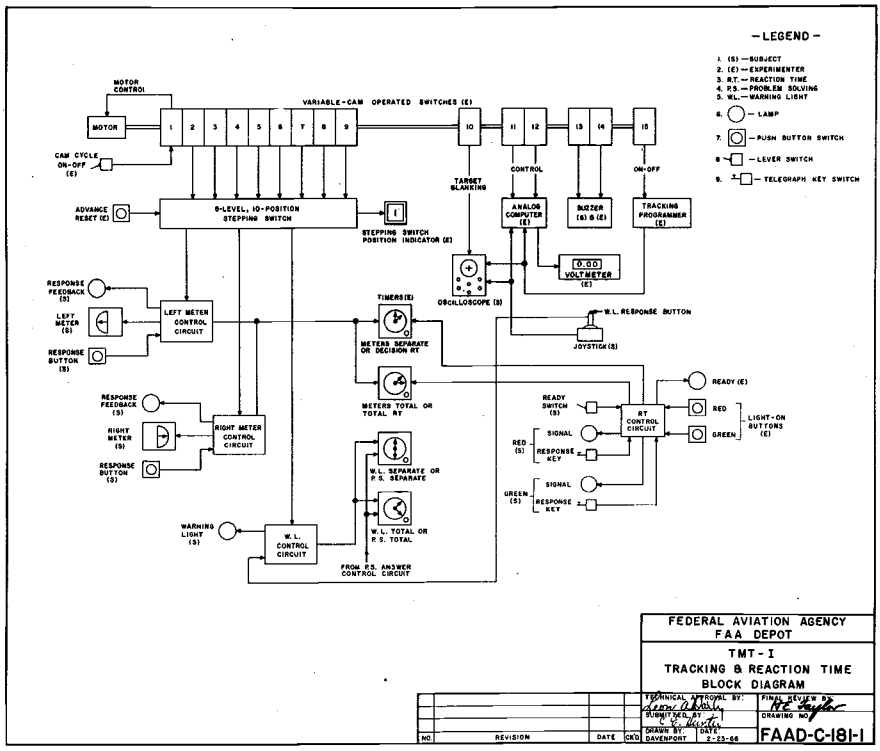 - LEGEND -
1. (S) - SUBJECT
2. (E) - EXPERIMENTER
3. R.T. - REACTION TIME
4. P.S. - PROBLEM SOLVING
5. W.L. - WARNING LIGHT
6. - LAMP
7. - PUSH BUTTON SWITCH
8 - LEVER SWITCH
9. - TELEGRAPH KEY SWITCH
MOTOR
CONTROL
VARIABLE-CAM OPERATED SWITCHES (E)
MOTOR
1 2 3 4 5 6 7 8 9 10 11 12 13 14 15
CAM CYCLE
ON-OFF
(E)
TARGET
BLANKING
CONTROL
ON-OFF
ADVANCE
RESET (E)
8-LEVEL, 10-POSITION
STEPPING SWITCH
1
STEPPING SWITCH
POSITION INDICATOR (E)
ANALOG
COMPUTER
(E)
BUZZER
(S) & (E)
TRACKING
PROGRAMMER
(E)
0.00
VOLTMETER
(E)
OSCILLOSCOPE (S)
RESPONSE
FEEDBACK
(S)
LEFT
METER
(S)
RESPONSE
BUTTON
(S)
LEFT METER
CONTROL
CIRCUIT
TIMERS (E)
METERS SEPARATE
OR DECISION RT
W.L. RESPONSE BUTTON
JOYSTICK (S)
METERS TOTAL OR
TOTAL RT
RESPONSE
FEEDBACK
(S)
RIGHT
METER
(S)
RESPONSE
BUTTON
(S)
RIGHT METER
CONTROL
CIRCUIT
READY (E)
READY
SWITCH
(S)
RT
CONTROL
CIRCUIT
RED
GREEN
LIGHT-ON
BUTTONS
(E)
RED
(S)
SIGNAL
RESPONSE
KEY
GREEN
(S)
SIGNAL
RESPONSE
KEY
W.L. SEPARATE OR
P.S. SEPARATE
W.L. TOTAL OR
P.S. TOTAL
WARNING
LIGHT
(S)
W. L.
CONTROL
CIRCUIT
FROM P.S. ANSWER
CONTROL CIRCUIT
FEDERAL AVIATION AGENCY
FAA DEPOT
TMT - I
TRACKING & REACTION TIME
BLOCK DIAGRAM
TECHNICAL APPROVAL BY:
FINAL REVIEW BY:
SUBMITTED BY
DRAWING NO.
DRAWN BY: DAVENPORT
DATE: 2-23-66
FAAD-C-181-1
NO. REVISION DATE CK'D